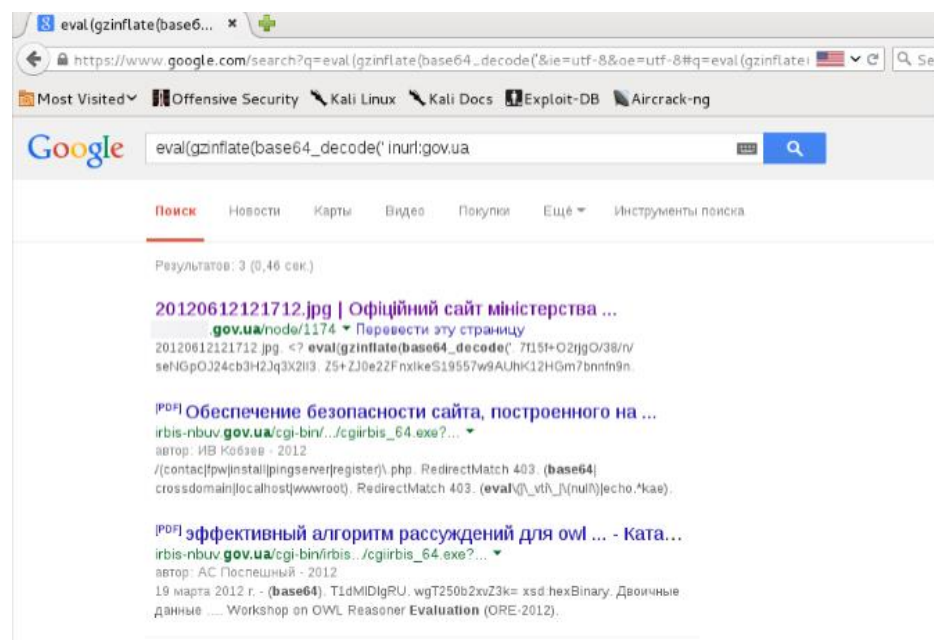 eval(gzinflate(base6...
https://www.google.com/search?q=eval(gzinflate(base64_decode('&ie=utf-8&oe=utf-8#q=eval(gzinflate( Se
Most Visited Offensive Security Kali Linux Kali Docs Exploit-DB Aircrack-ng
Google eval(gzinflate(base64_decode(' inurl:gov.ua
Поиск Новости Карты Видео Покупки Ещё Инструменты поиска
Результатов: 3 (0,46 сек.)
20120612121712.jpg | Офіційний сайт міністерства ...
.gov.ua/node/1174 Перевести эту страницу
20120612121712.jpg. <? eval(gzinflate(base64_decode('.
[PDF] Обеспечение безопасности сайта, построенного на ...
irbis-nbuv.gov.ua/cgi-bin/.../cgiirbis_64.exe?...
автор: ИВ Кобзев - 2012
/(contac|fpw|install|pingserver|register)\.php. RedirectMatch 403. (base64|
crossdomain|localhost|wwwroot). RedirectMatch 403. (eval\(|\_vti\_|\(null\)|echo.*kae).
[PDF] эффективный алгоритм рассуждений для owl ... - Ката...
irbis-nbuv.gov.ua/cgi-bin/irbis.../cgiirbis_64.exe?...
автор: АС Поспешный - 2012
19 марта 2012 г. - (base64). T1dMIDIgRU. wgT250b2xvZ3k= xsd:hexBinary. Двоичные
данные .... Workshop on OWL Reasoner Evaluation (ORE-2012).